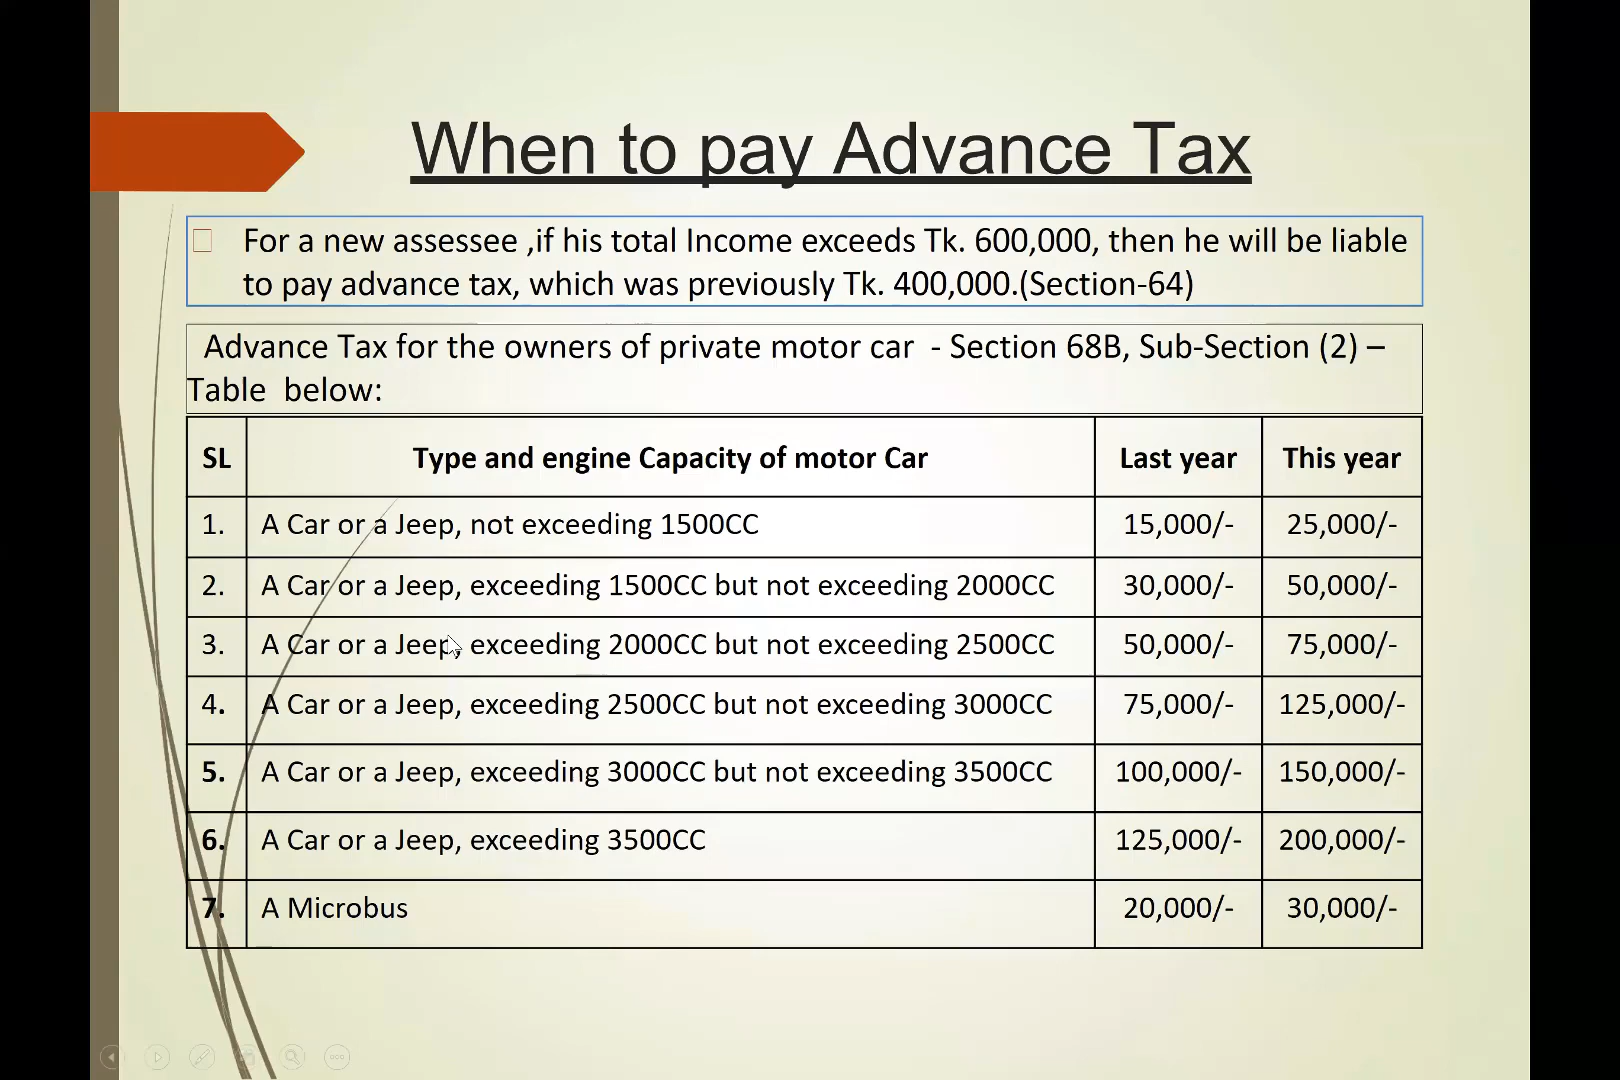 When to pay Advance Tax
For a new assessee ,if his total Income exceeds Tk. 600,000, then he will be liable
to pay advance tax, which was previously Tk. 400,000.(Section-64)
Advance Tax for the owners of private motor car - Section 68B, Sub-Section (2) –
Table below:
SL Type and engine Capacity of motor Car Last year This year
1. A Car or a Jeep, not exceeding 1500CC 15,000/- 25,000/-
2. A Car or a Jeep, exceeding 1500CC but not exceeding 2000CC 30,000/- 50,000/-
3. A Car or a Jeep, exceeding 2000CC but not exceeding 2500CC 50,000/- 75,000/-
4. A Car or a Jeep, exceeding 2500CC but not exceeding 3000CC 75,000/- 125,000/-
5. A Car or a Jeep, exceeding 3000CC but not exceeding 3500CC 100,000/- 150,000/-
6. A Car or a Jeep, exceeding 3500CC 125,000/- 200,000/-
7. A Microbus 20,000/- 30,000/-